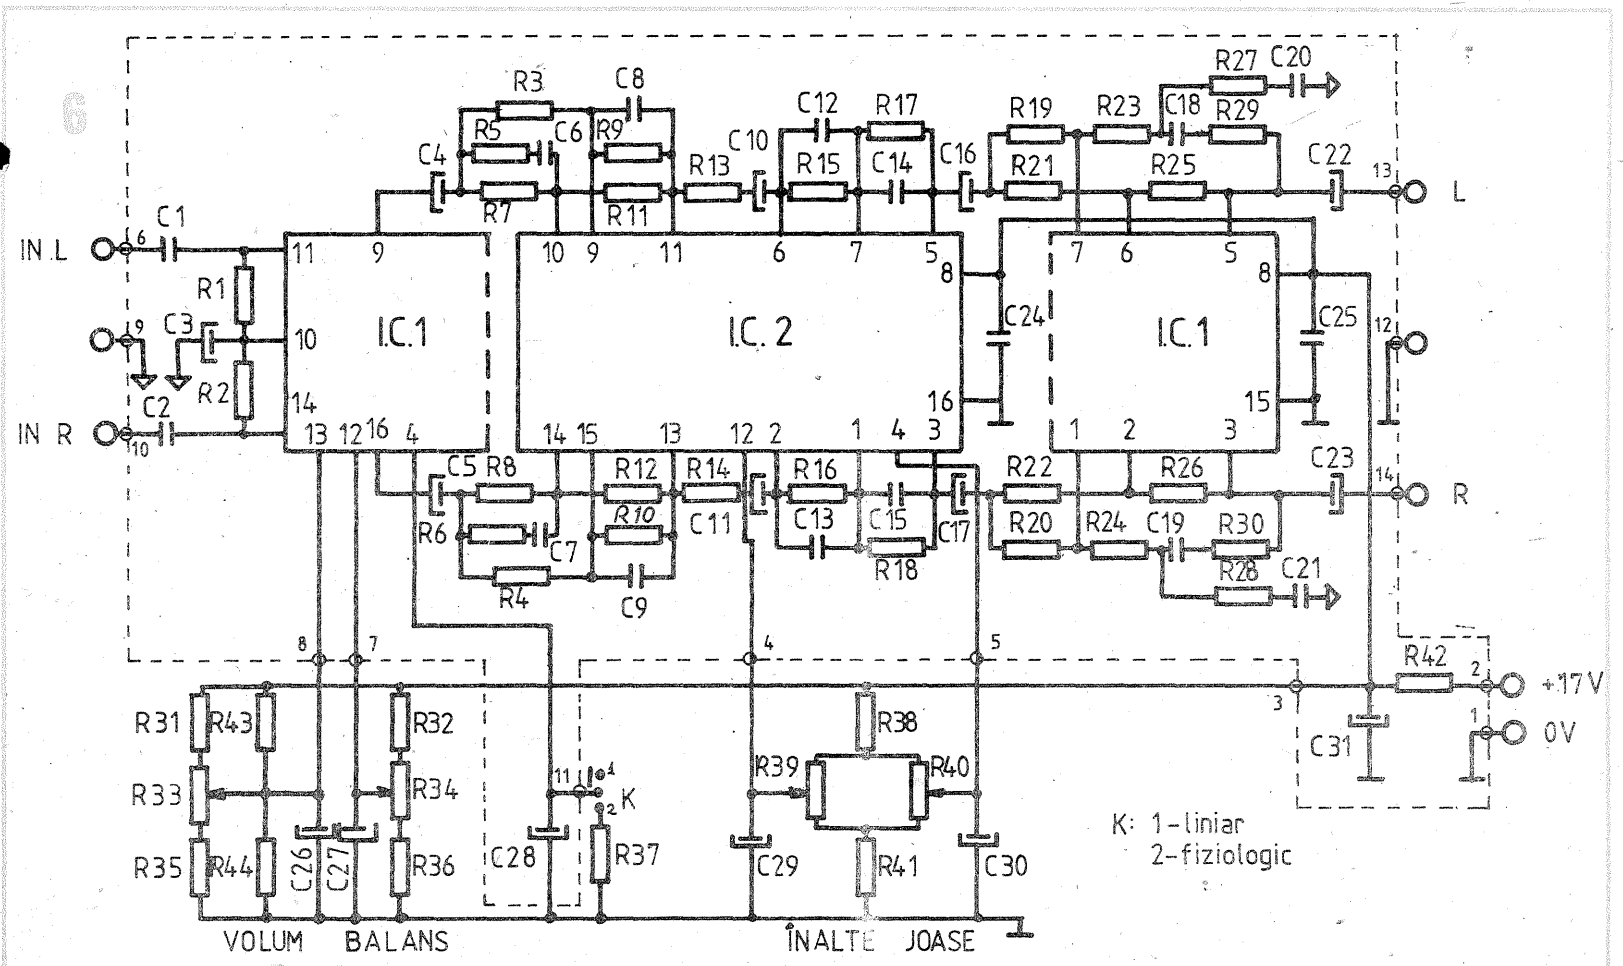 6
R27 C20
R3 C8
C12 R17 R19 R23 C18 R29
R5 C6 R9
C4 R13 C10 R15 C14 C16 R21 R25 C22 13
R7 R11 L
C1
IN L 6 11 9 10 9 11 6 7 5 7 6 5
R1 8 8
C3 9 I.C.1 I.C. 2 C24 I.C.1 C25 12
10
R2 14 16 15
C2
IN R 10 13 12 16 4 14 15 13 12 2 1 4 3 1 2 3
C5 R8 R12 R14 R16 R22 R26 C23 14
R
R6 C7 R10 C11 C13 C15 C17 R20 R24 C19 R30
R4 C9 R18 R28 C21
8 7 4 5
R42 2
+17V
3 1
R31 R43 R32 R38 C31 0V
R33 R34 11 1 K R39 R40
2
K: 1-liniar
2-fiziologic
R35 R44 C26 C27 R36 C28 R37 C29 R41 C30
VOLUM BALANS ÎNALTE JOASE